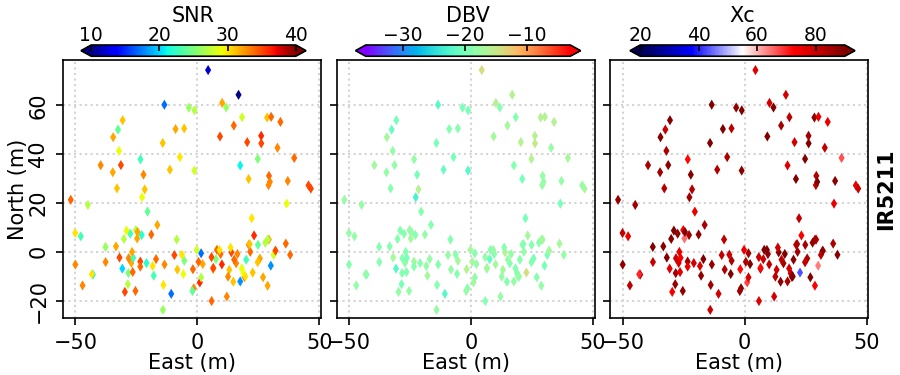 SNR DBV Xc
10 20 30 40 −30 −20 −10 20 40 60 80
60
40
20
0
−20
North (m)
−50 0 50 −50 0 50 −50 0 50
East (m) East (m) East (m)
IR5211